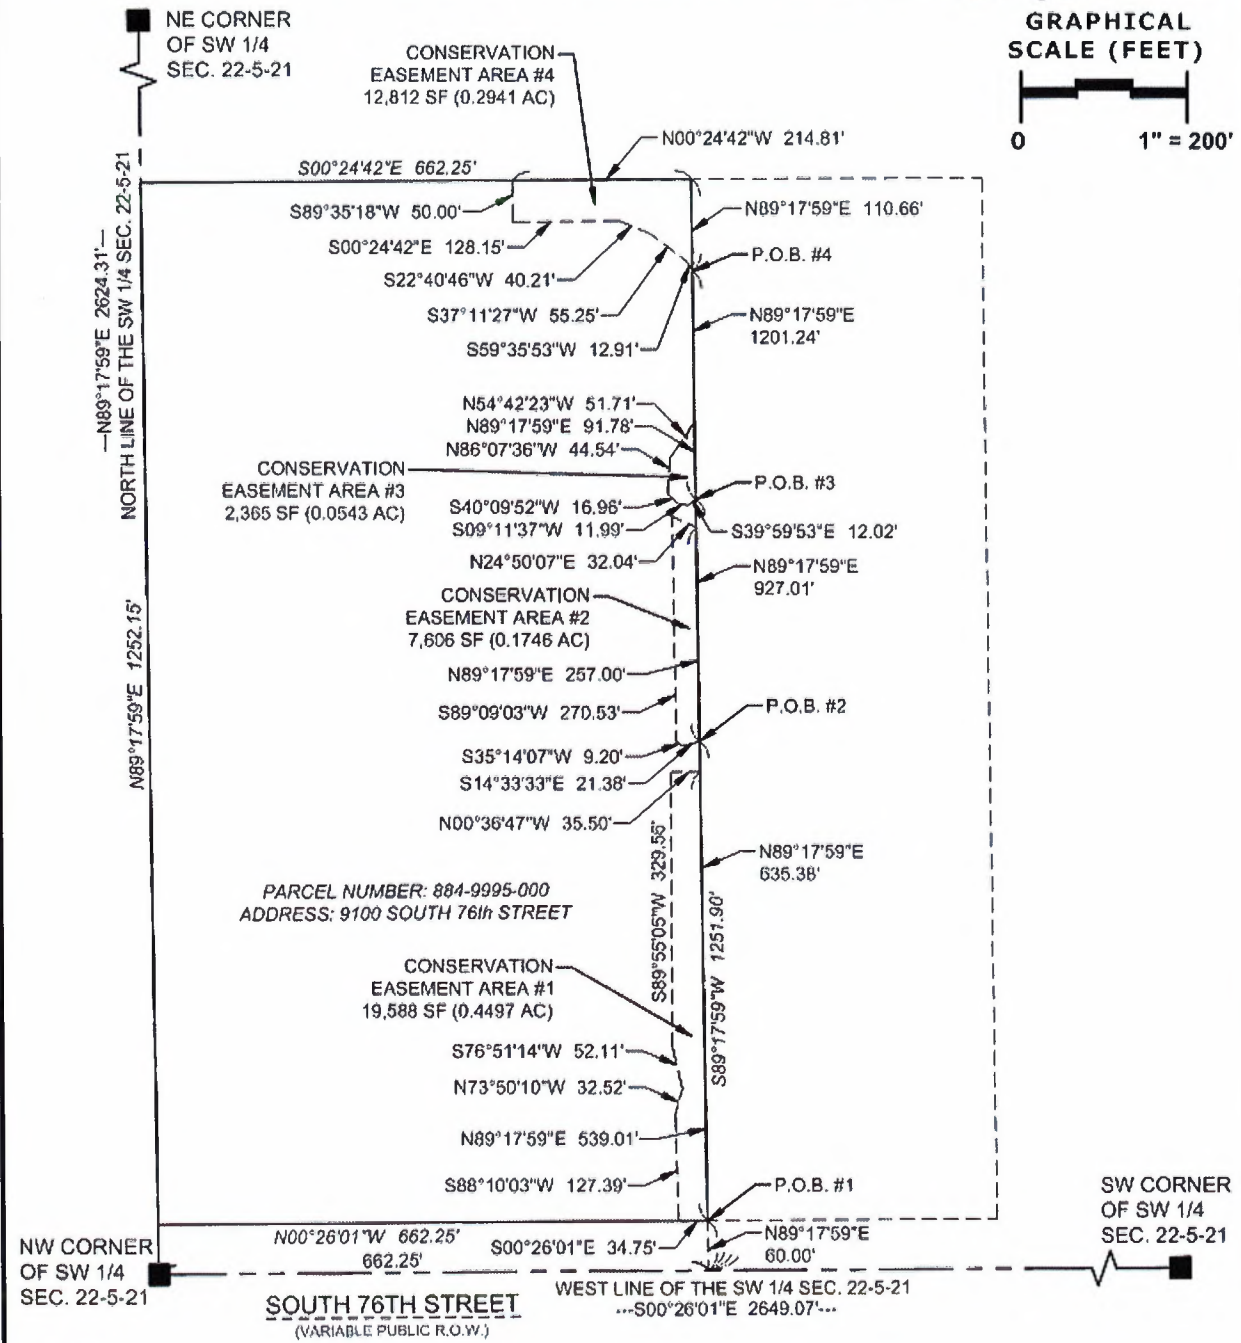 NE CORNER
OF SW 1/4
SEC. 22-5-21
GRAPHICAL
SCALE (FEET)
0 1" = 200'
CONSERVATION
EASEMENT AREA #4
12,812 SF (0.2941 AC)
N00°24'42"W 214.81'
S00°24'42"E 662.25'
S89°35'18"W 50.00'
N89°17'59"E 110.66'
S00°24'42"E 128.15'
P.O.B. #4
S22°40'46"W 40.21'
S37°11'27"W 55.25'
N89°17'59"E
1201.24'
S59°35'53"W 12.91'
—N89°17'59"E 2624.31'—
NORTH LINE OF THE SW 1/4 SEC. 22-5-21
N54°42'23"W 51.71'
N89°17'59"E 91.78'
N86°07'36"W 44.54'
CONSERVATION
EASEMENT AREA #3
2,365 SF (0.0543 AC)
P.O.B. #3
S40°09'52"W 16.96'
S09°11'37"W 11.99'
S39°59'53"E 12.02'
N24°50'07"E 32.04'
N89°17'59"E
927.01'
CONSERVATION
EASEMENT AREA #2
7,606 SF (0.1746 AC)
N89°17'59"E 1252.15'
N89°17'59"E 257.00'
S89°09'03"W 270.53'
P.O.B. #2
S35°14'07"W 9.20'
S14°33'33"E 21.38'
N00°36'47"W 35.50'
S89°55'05"W 329.55'
N89°17'59"E
635.38'
PARCEL NUMBER: 884-9995-000
ADDRESS: 9100 SOUTH 76th STREET
S89°17'59"W 1251.90'
CONSERVATION
EASEMENT AREA #1
19,588 SF (0.4497 AC)
S76°51'14"W 52.11'
N73°50'10"W 32.52'
N89°17'59"E 539.01'
S88°10'03"W 127.39'
P.O.B. #1
SW CORNER
OF SW 1/4
SEC. 22-5-21
N00°26'01"W 662.25'
662.25'
S00°26'01"E 34.75'
N89°17'59"E
60.00'
NW CORNER
OF SW 1/4
SEC. 22-5-21
WEST LINE OF THE SW 1/4 SEC. 22-5-21
---S00°26'01"E 2649.07'---
SOUTH 76TH STREET
(VARIABLE PUBLIC R.O.W.)